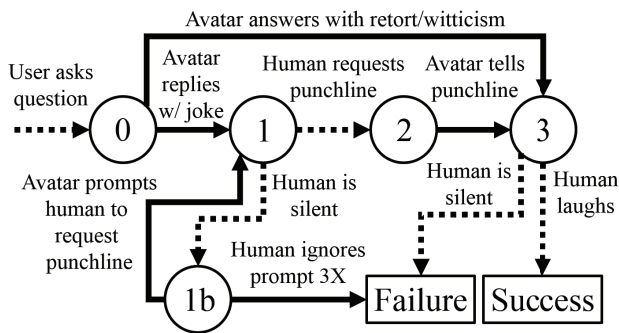 Avatar answers with retort/witticism
User asks
question
Avatar
replies
w/ joke
Human requests
punchline
Avatar tells
punchline
0
1
2
3
Avatar prompts
human to
request
punchline
Human is
silent
Human is
silent
Human
laughs
1b
Human ignores
prompt 3X
Failure
Success